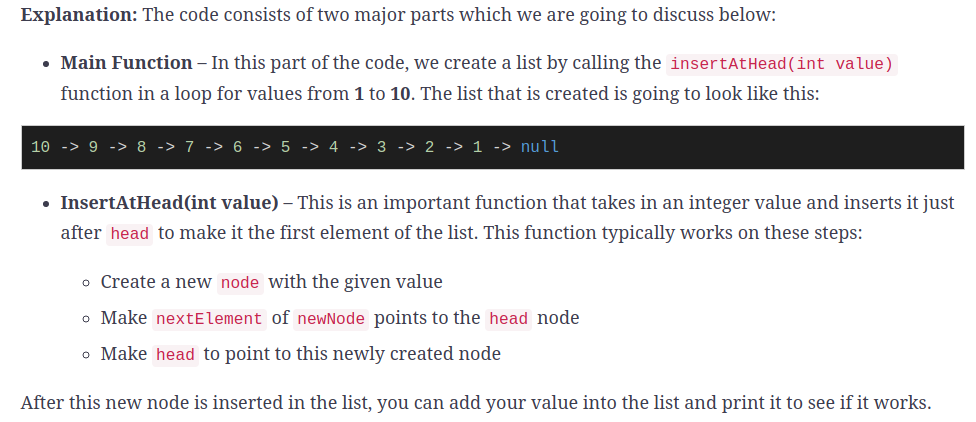 Explanation: The code consists of two major parts which we are going to discuss below:
Main Function – In this part of the code, we create a list by calling the insertAtHead(int value)
function in a loop for values from 1 to 10. The list that is created is going to look like this:
10 -> 9 -> 8 -> 7 -> 6 -> 5 -> 4 -> 3 -> 2 -> 1 -> null
InsertAtHead(int value) – This is an important function that takes in an integer value and inserts it just
after head to make it the first element of the list. This function typically works on these steps:
Create a new node with the given value
Make nextElement of newNode points to the head node
Make head to point to this newly created node
After this new node is inserted in the list, you can add your value into the list and print it to see if it works.